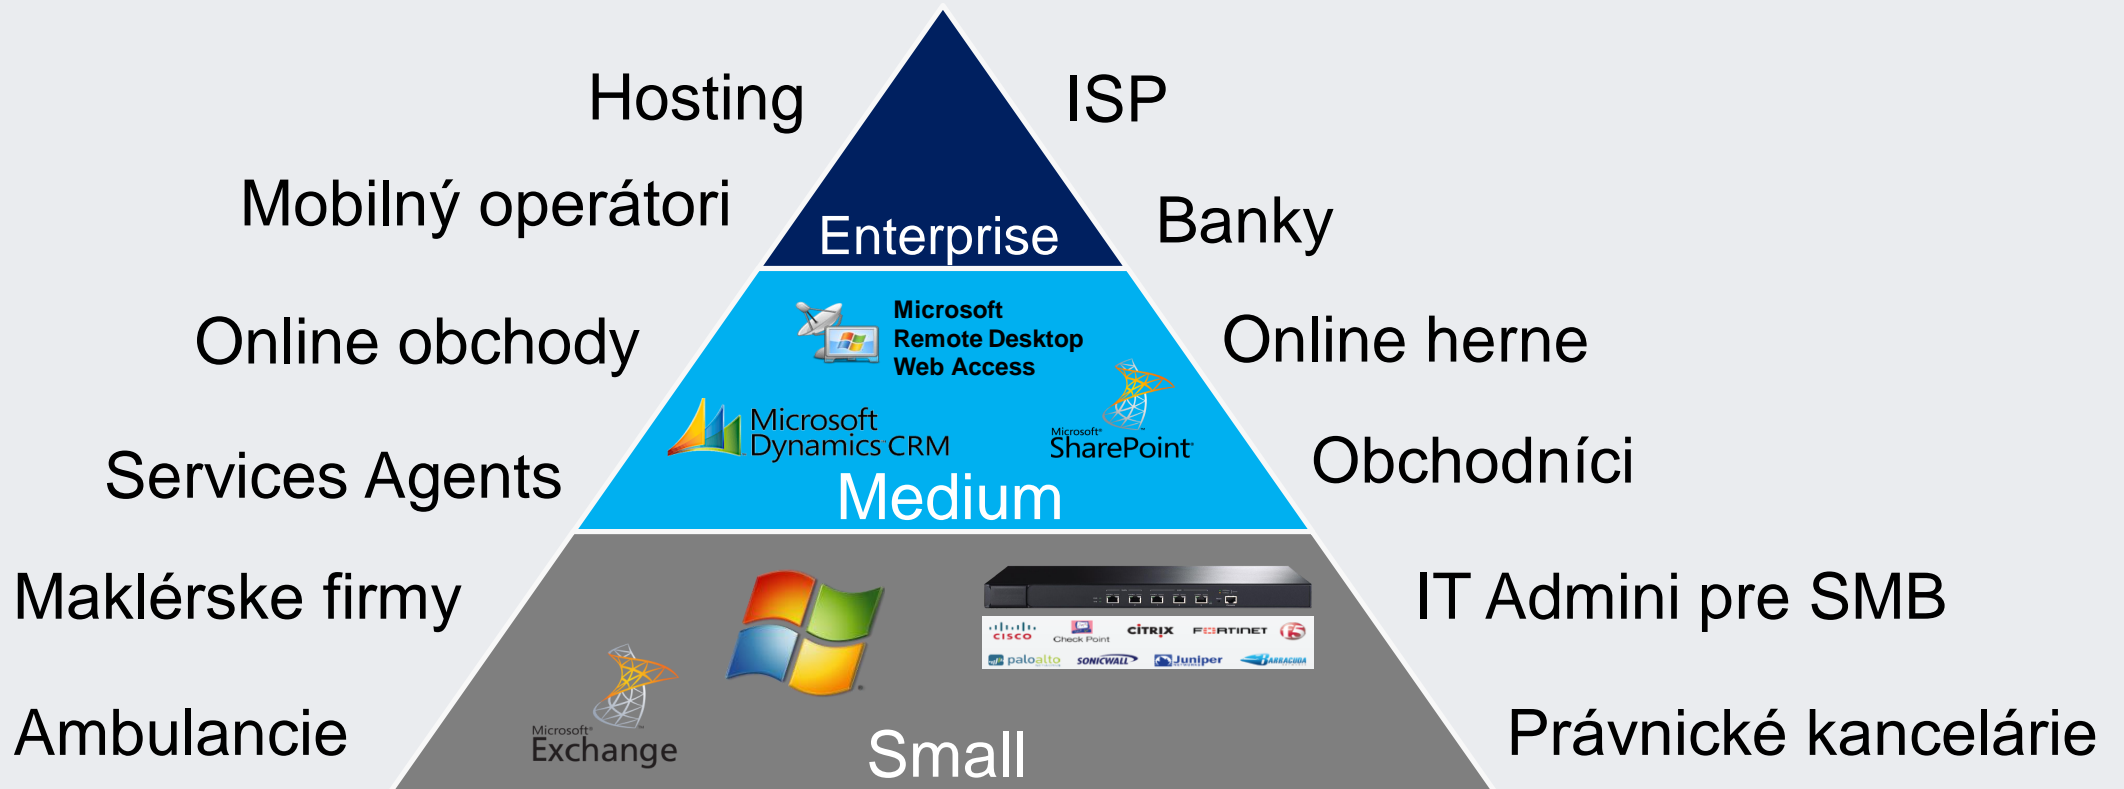 Hosting
ISP
Mobilný operátori
Enterprise
Banky
Online obchody
Microsoft
Remote Desktop
Web Access
Online herne
Microsoft
Dynamics CRM
Microsoft
SharePoint
Services Agents
Medium
Obchodníci
Maklérske firmy
IT Admini pre SMB
CISCO
Check Point
CITRIX
FORTINET
f5
paloalto
SONICWALL
Juniper
BARRACUDA
Ambulancie
Microsoft
Exchange
Small
Právnické kancelárie